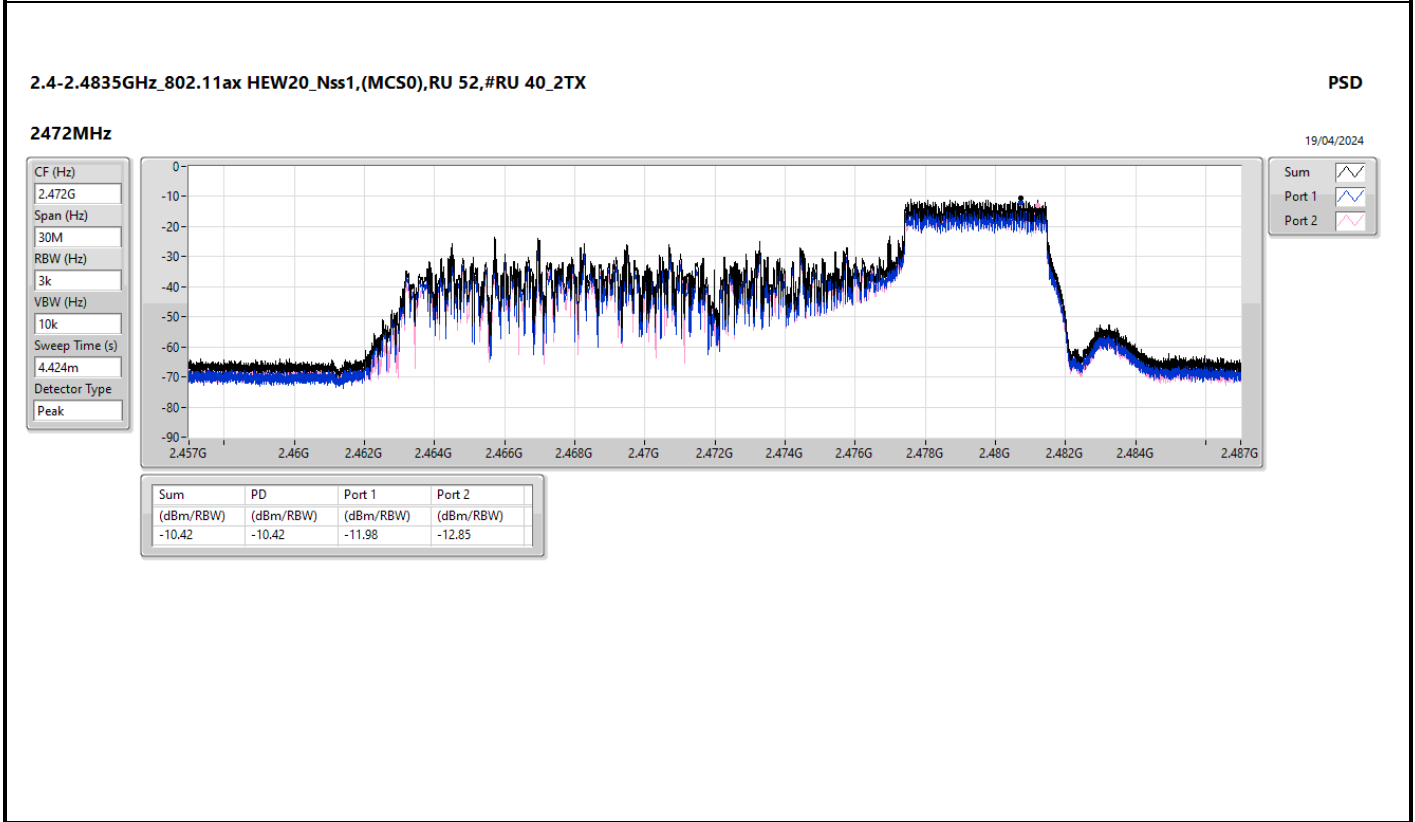 2.4-2.4835GHz_802.11ax HEW20_Nss1,(MCS0),RU 52,#RU 40_2TX
PSD
2472MHz
19/04/2024
CF (Hz)
2.472G
Span (Hz)
30M
RBW (Hz)
3k
VBW (Hz)
10k
Sweep Time (s)
4.424m
Detector Type
Peak
0-
-10-
-20-
-30-
-40-
-50-
-60-
-70-
-80-
-90-
2.457G 2.46G 2.462G 2.464G 2.466G 2.468G 2.47G 2.472G 2.474G 2.476G 2.478G 2.48G 2.482G 2.484G 2.487G
Sum
Port 1
Port 2
Sum PD Port 1 Port 2
(dBm/RBW) (dBm/RBW) (dBm/RBW) (dBm/RBW)
-10.42 -10.42 -11.98 -12.85